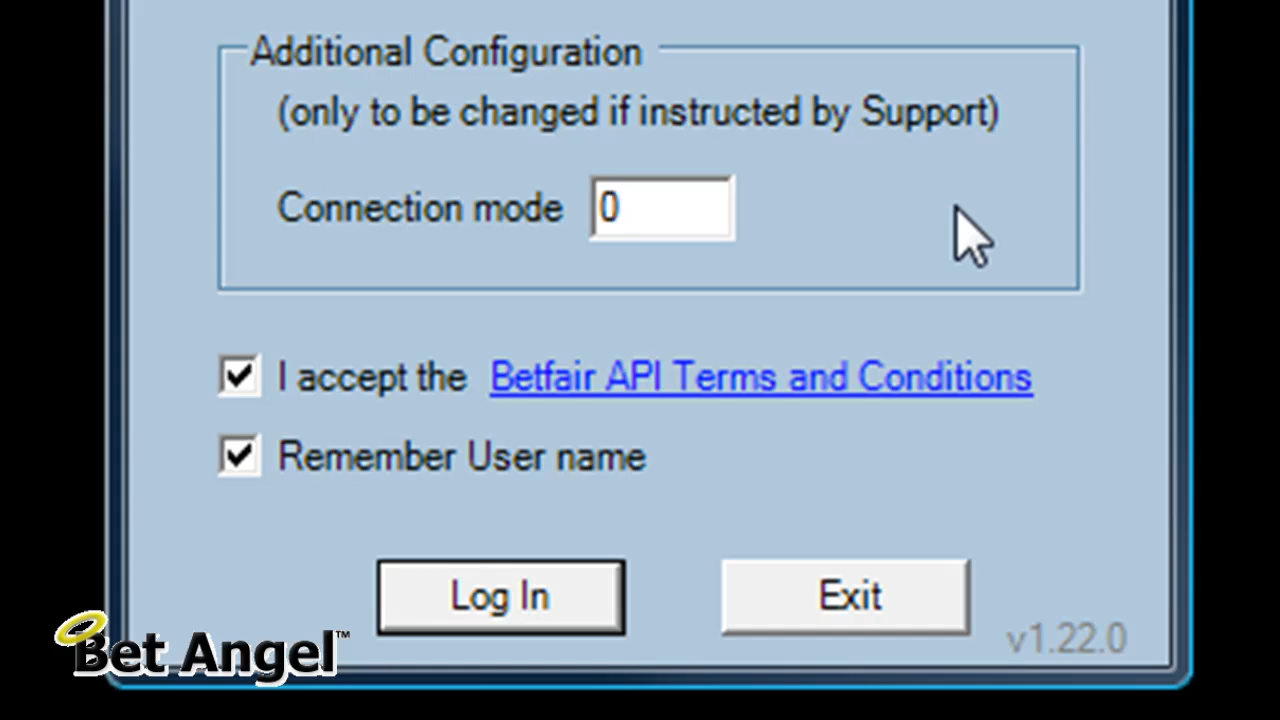 Additional Configuration
(only to be changed if instructed by Support)
Connection mode 0
I accept the Betfair API Terms and Conditions
Remember User name
Log In Exit
v1.22.0
Bet Angel™